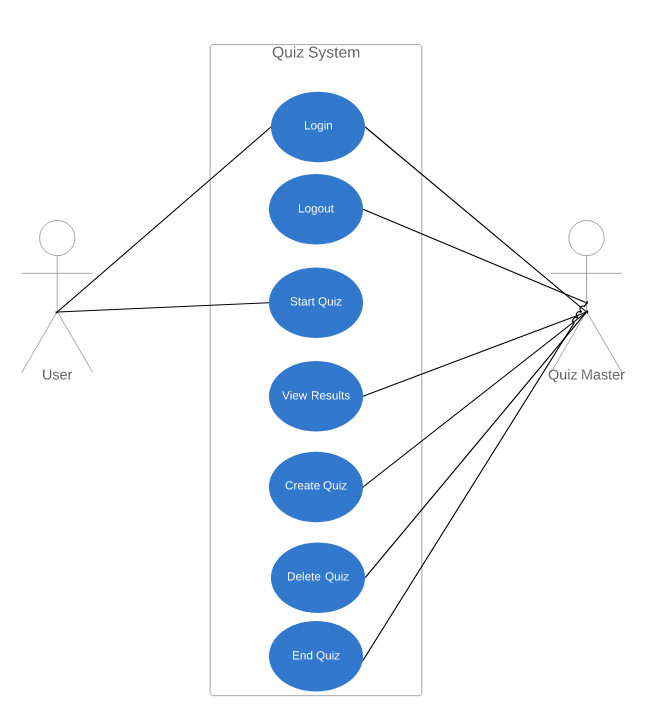 Quiz System
Login
Logout
Start Quiz
View Results
User
Quiz Master
Create Quiz
Delete Quiz
End Quiz